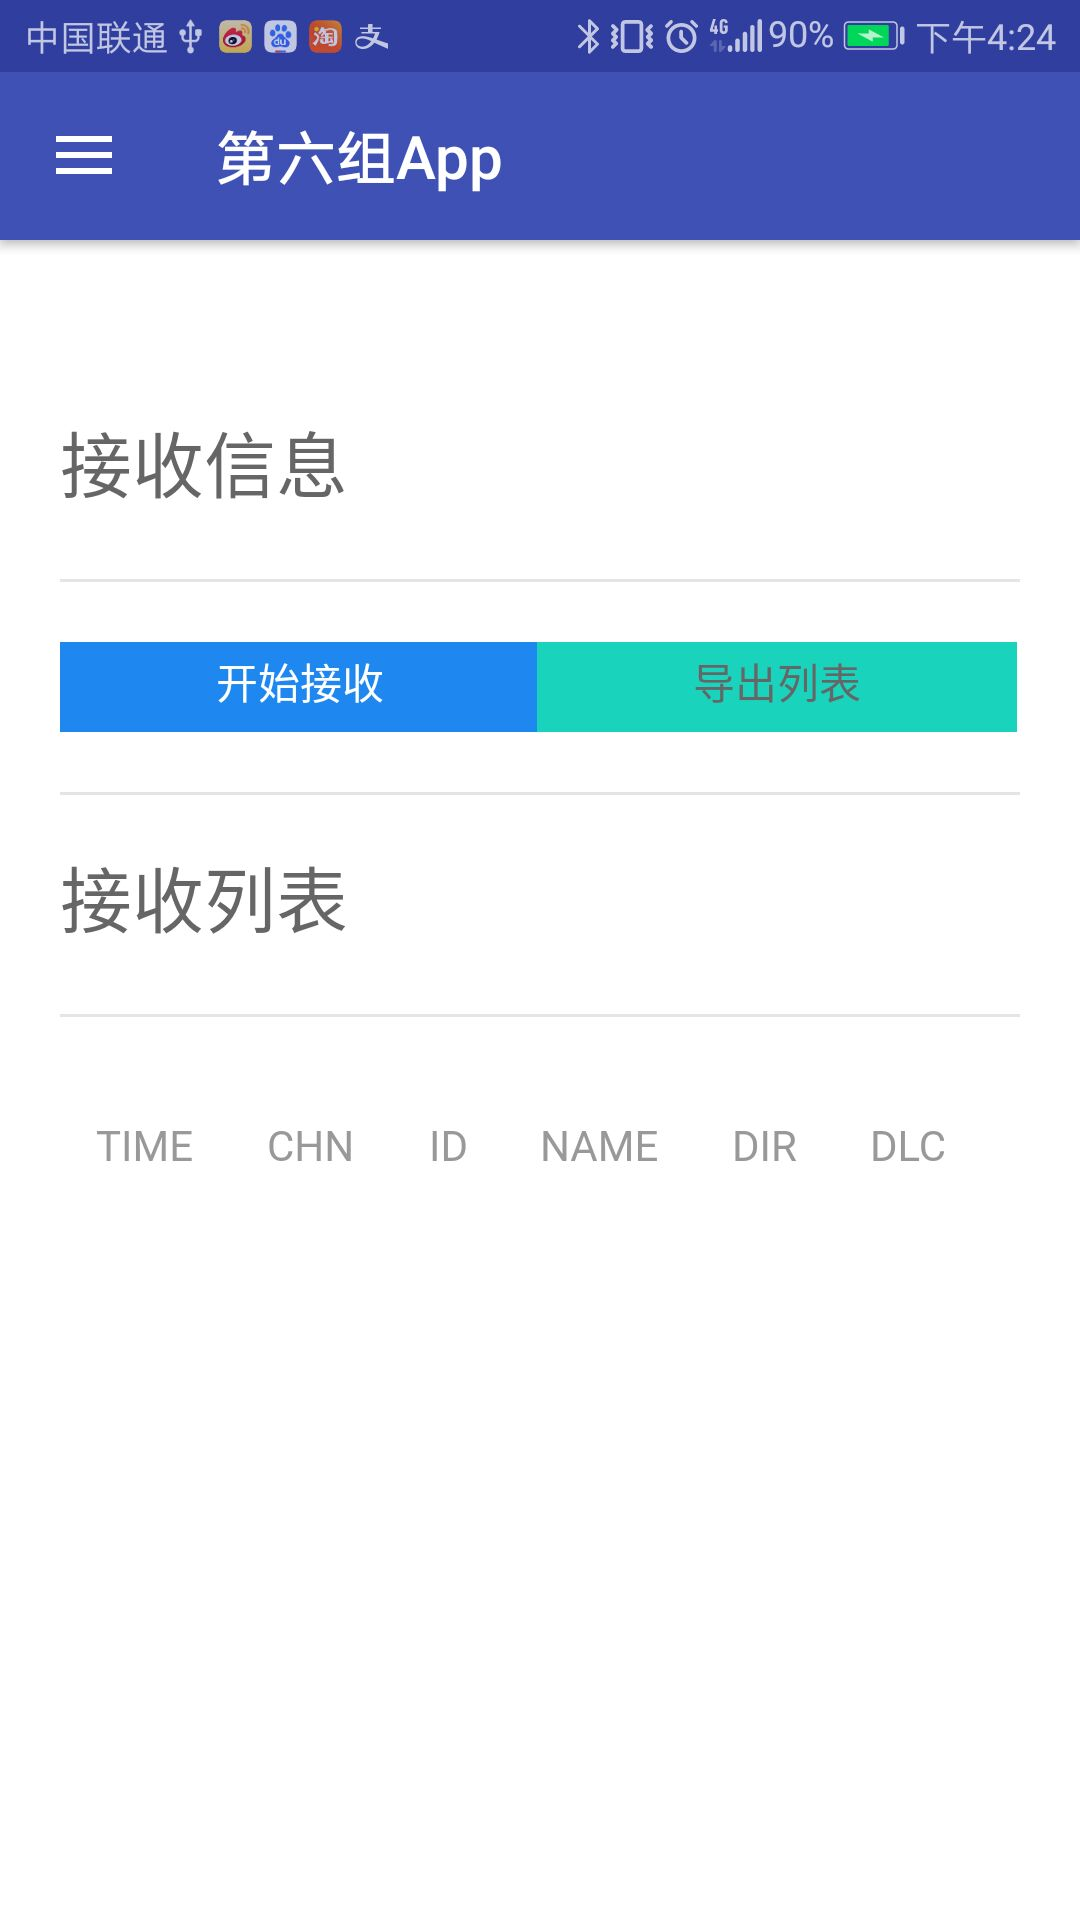 中国联通 4G 90% 下午4:24
第六组App
接收信息
开始接收 导出列表
接收列表
TIME CHN ID NAME DIR DLC